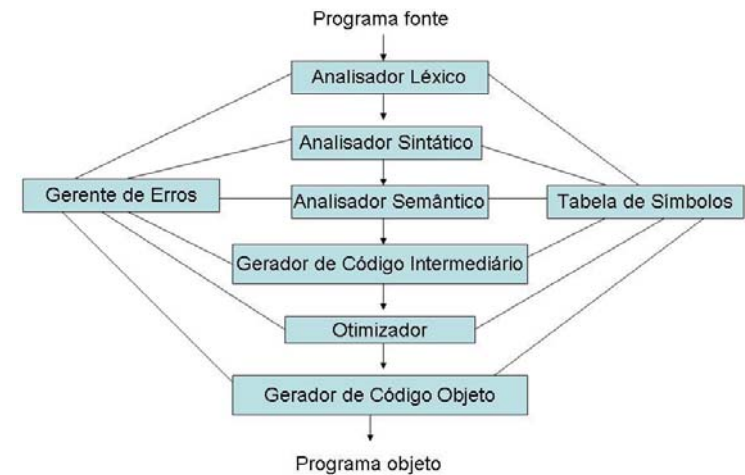 Programa fonte
Analisador Léxico
Analisador Sintático
Gerente de Erros
Analisador Semântico
Tabela de Símbolos
Gerador de Código Intermediário
Otimizador
Gerador de Código Objeto
Programa objeto